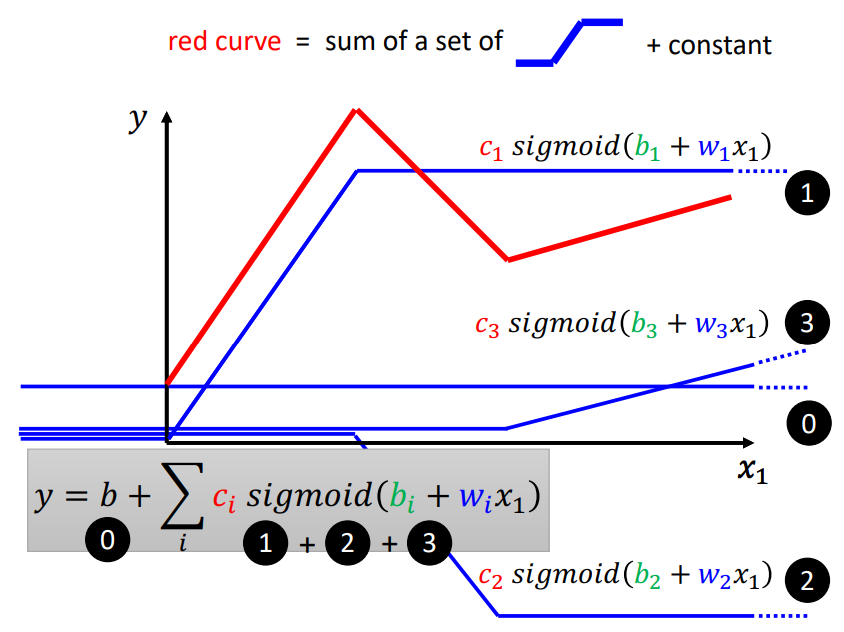 red curve = sum of a set of + constant
y
c₁ sigmoid(b₁ + w₁x₁)
1
c₃ sigmoid(b₃ + w₃x₁)
3
0
x₁
y = b + ∑ᵢ cᵢ sigmoid(bᵢ + wᵢx₁)
0 1 + 2 + 3
c₂ sigmoid(b₂ + w₂x₁)
2